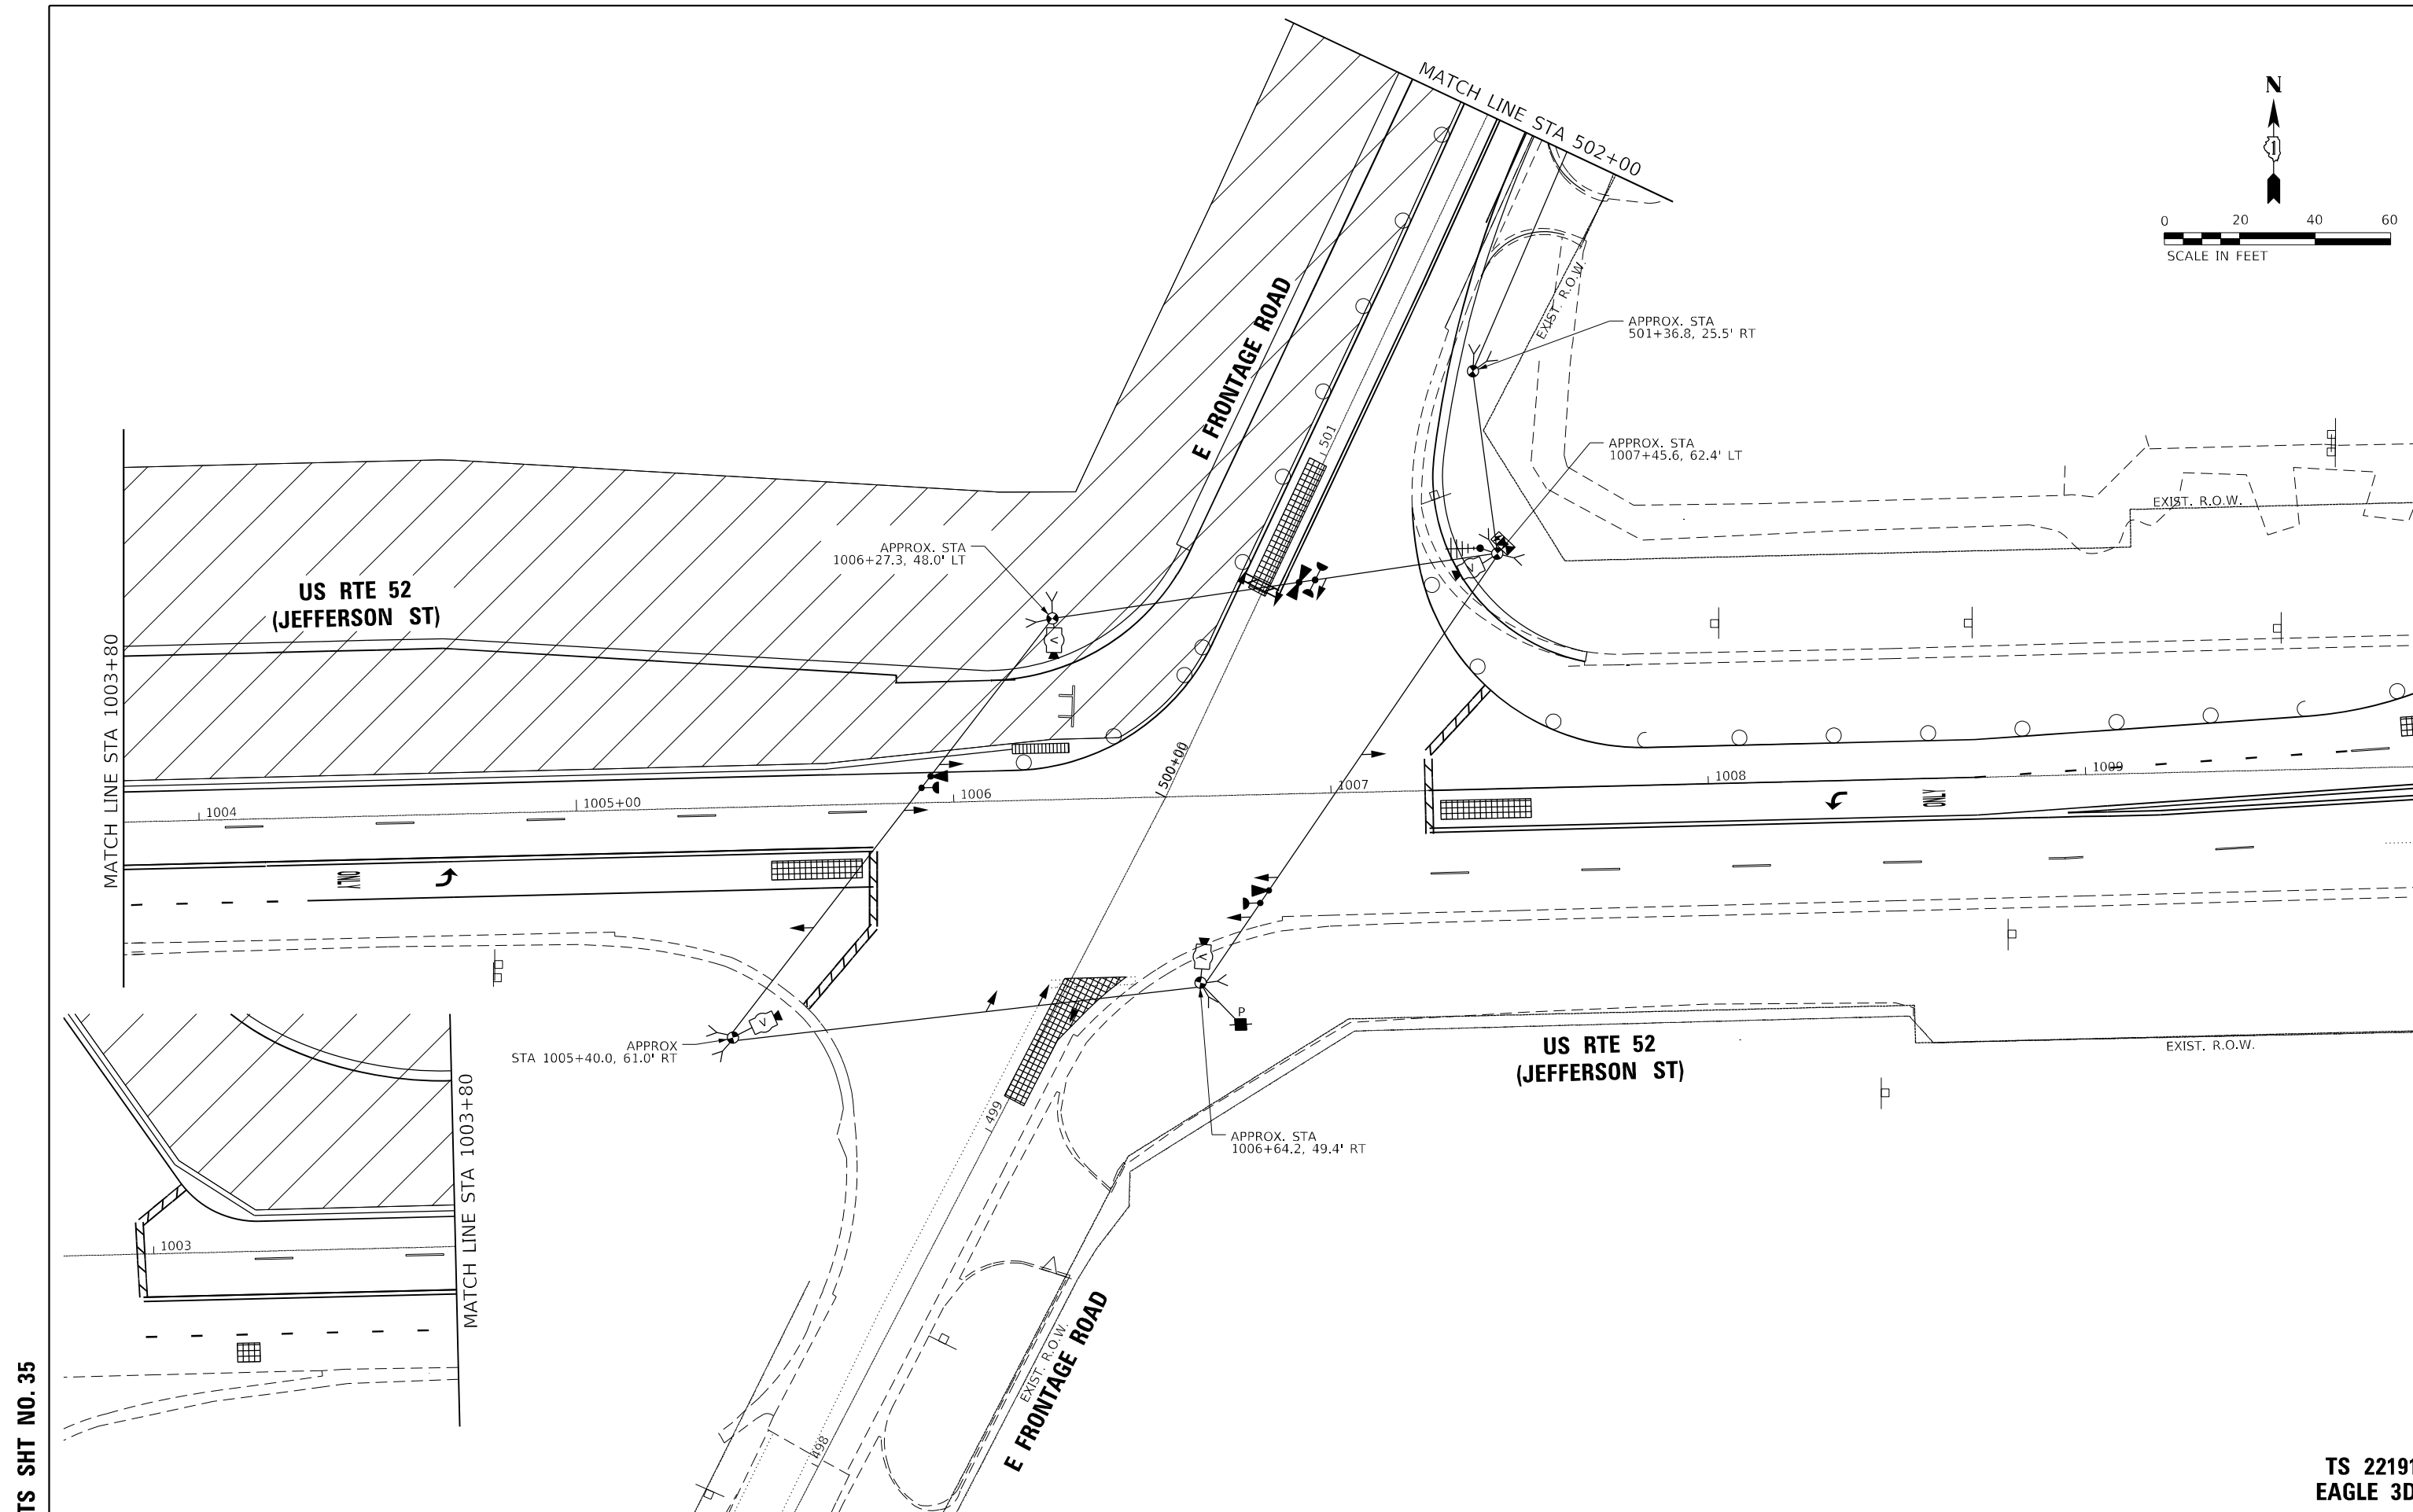 MATCH LINE STA 502+00
N
1
0 20 40 60
SCALE IN FEET
E FRONTAGE ROAD
EXIST. R.O.W.
APPROX. STA
501+36.8, 25.5' RT
501
APPROX. STA
1007+45.6, 62.4' LT
EXIST. R.O.W.
APPROX. STA
1006+27.3, 48.0' LT
US RTE 52
(JEFFERSON ST)
MATCH LINE STA 1003+80
V
V
500+00
1004
1005+00
1006
1007
1008
1009
ONLY
ONLY
V
V
P
APPROX
STA 1005+40.0, 61.0' RT
US RTE 52
(JEFFERSON ST)
EXIST. R.O.W.
499
APPROX. STA
1006+64.2, 49.4' RT
MATCH LINE STA 1003+80
1003
EXIST. R.O.W.
E FRONTAGE ROAD
498
TS SHT NO. 35
TS 22191
EAGLE 3D